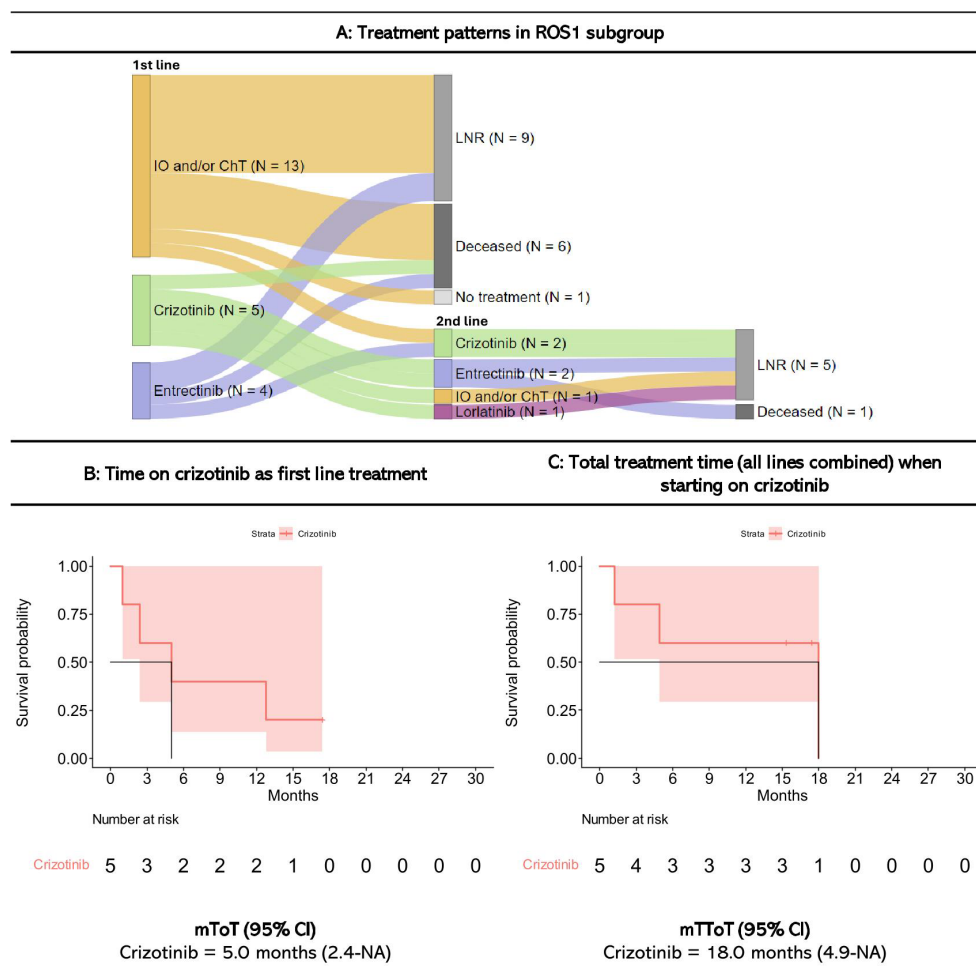 A: Treatment patterns in ROS1 subgroup
1st line
LNR (N = 9)
IO and/or ChT (N = 13)
Deceased (N = 6)
No treatment (N = 1)
Crizotinib (N = 5)
2nd line
Crizotinib (N = 2)
LNR (N = 5)
Entrectinib (N = 2)
Entrectinib (N = 4)
IO and/or ChT (N = 1)
Lorlatinib (N = 1)
Deceased (N = 1)
B: Time on crizotinib as first line treatment
Strata Crizotinib
Survival probability
1.00
0.75
0.50
0.25
0.00
0 3 6 9 12 15 18 21 24 27 30
Months
Number at risk
Crizotinib 5 3 2 2 2 1 0 0 0 0 0
mToT (95% CI)
Crizotinib = 5.0 months (2.4-NA)
C: Total treatment time (all lines combined) when
starting on crizotinib
Strata Crizotinib
Survival probability
1.00
0.75
0.50
0.25
0.00
0 3 6 9 12 15 18 21 24 27 30
Months
Number at risk
Crizotinib 5 4 3 3 3 3 1 0 0 0 0
mTToT (95% CI)
Crizotinib = 18.0 months (4.9-NA)